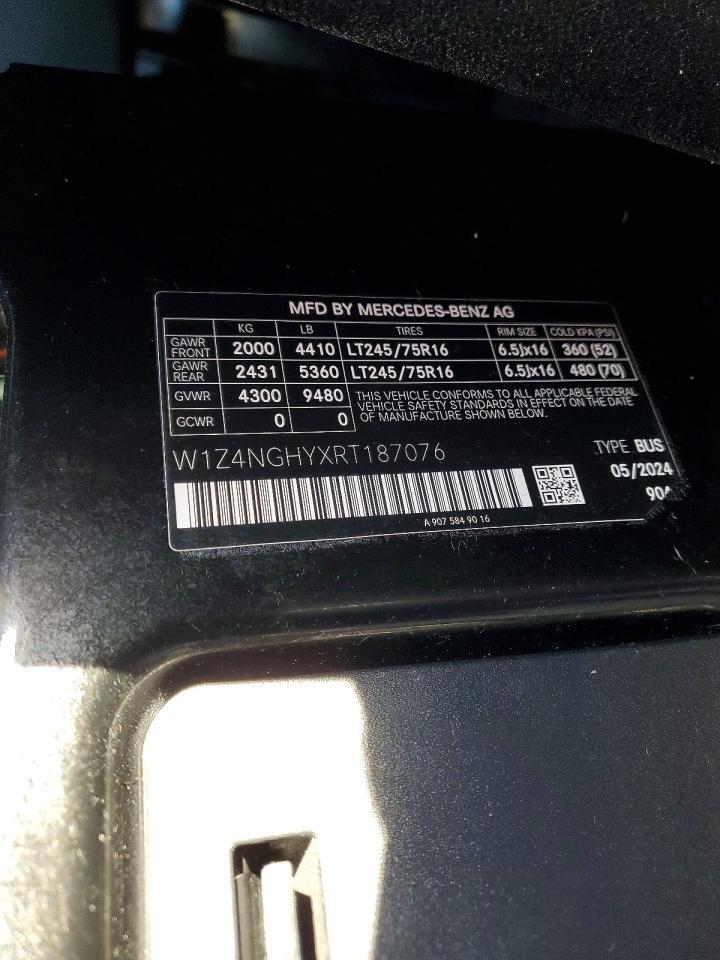 MFD BY MERCEDES-BENZ AG
KG LB TIRES RIM SIZE COLD KPA (PSI)
GAWR FRONT 2000 4410 LT245/75R16 6.5Jx16 360 (52)
GAWR REAR 2431 5360 LT245/75R16 6.5Jx16 480 (70)
GVWR 4300 9480
GCWR 0 0
THIS VEHICLE CONFORMS TO ALL APPLICABLE FEDERAL
VEHICLE SAFETY STANDARDS IN EFFECT ON THE DATE
OF MANUFACTURE SHOWN BELOW.
W1Z4NGHYXRT187076
TYPE BUS
05/2024
A 907 584 90 16